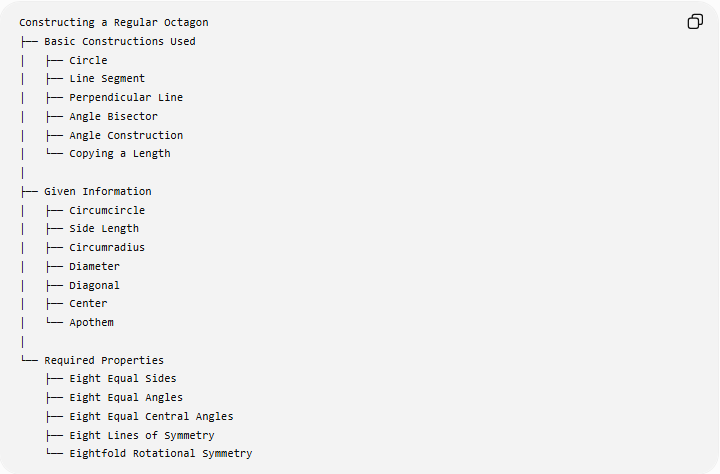 Constructing a Regular Octagon
├── Basic Constructions Used
│   ├── Circle
│   ├── Line Segment
│   ├── Perpendicular Line
│   ├── Angle Bisector
│   ├── Angle Construction
│   └── Copying a Length
│
├── Given Information
│   ├── Circumcircle
│   ├── Side Length
│   ├── Circumradius
│   ├── Diameter
│   ├── Diagonal
│   ├── Center
│   └── Apothem
│
└── Required Properties
    ├── Eight Equal Sides
    ├── Eight Equal Angles
    ├── Eight Equal Central Angles
    ├── Eight Lines of Symmetry
    └── Eightfold Rotational Symmetry